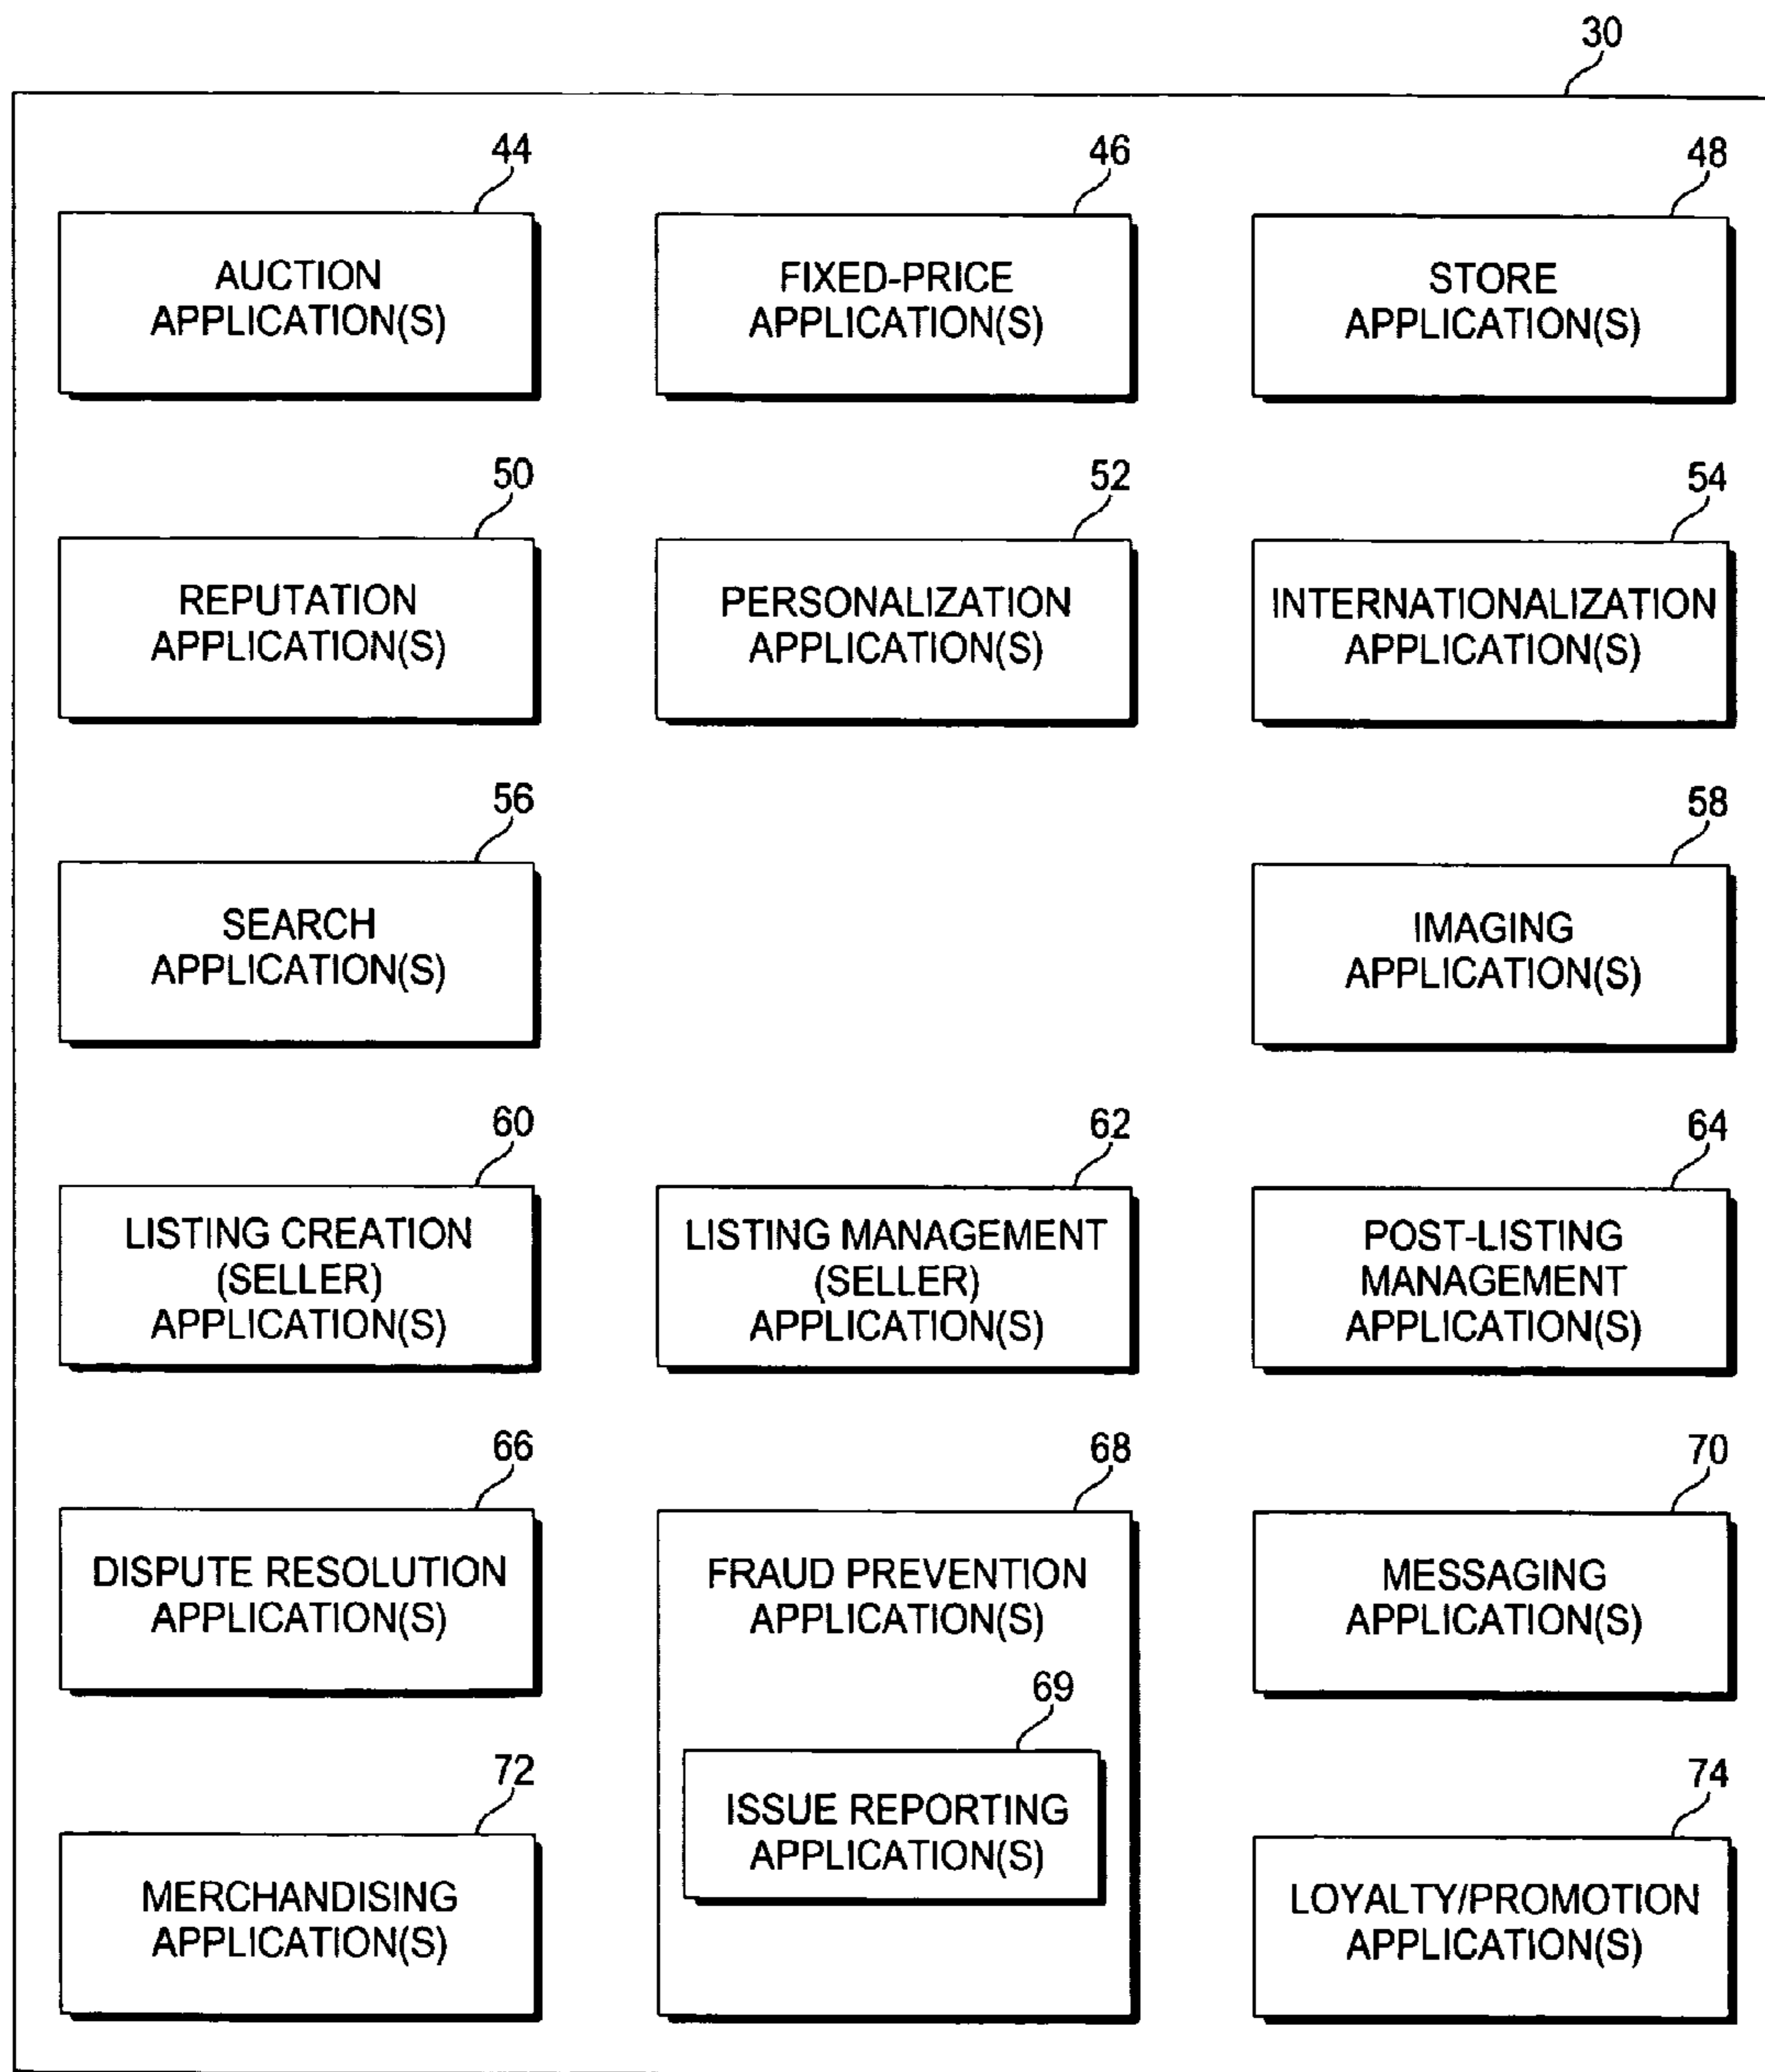 30
44
AUCTION
APPLICATION(S)
46
FIXED-PRICE
APPLICATION(S)
48
STORE
APPLICATION(S)
50
REPUTATION
APPLICATION(S)
52
PERSONALIZATION
APPLICATION(S)
54
INTERNATIONALIZATION
APPLICATION(S)
56
SEARCH
APPLICATION(S)
58
IMAGING
APPLICATION(S)
60
LISTING CREATION
(SELLER)
APPLICATION(S)
62
LISTING MANAGEMENT
(SELLER)
APPLICATION(S)
64
POST-LISTING
MANAGEMENT
APPLICATION(S)
66
DISPUTE RESOLUTION
APPLICATION(S)
68
FRAUD PREVENTION
APPLICATION(S)
69
ISSUE REPORTING
APPLICATION(S)
70
MESSAGING
APPLICATION(S)
72
MERCHANDISING
APPLICATION(S)
74
LOYALTY/PROMOTION
APPLICATION(S)